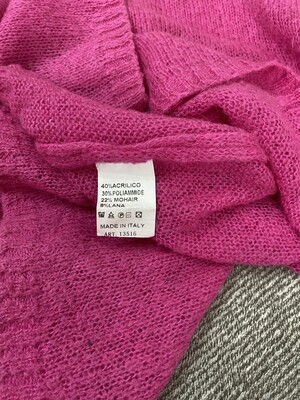 40%ACRILICO
30%POLIAMMIDE
22% MOHAIR
8%LANA
MADE IN ITALY
ART. 13516